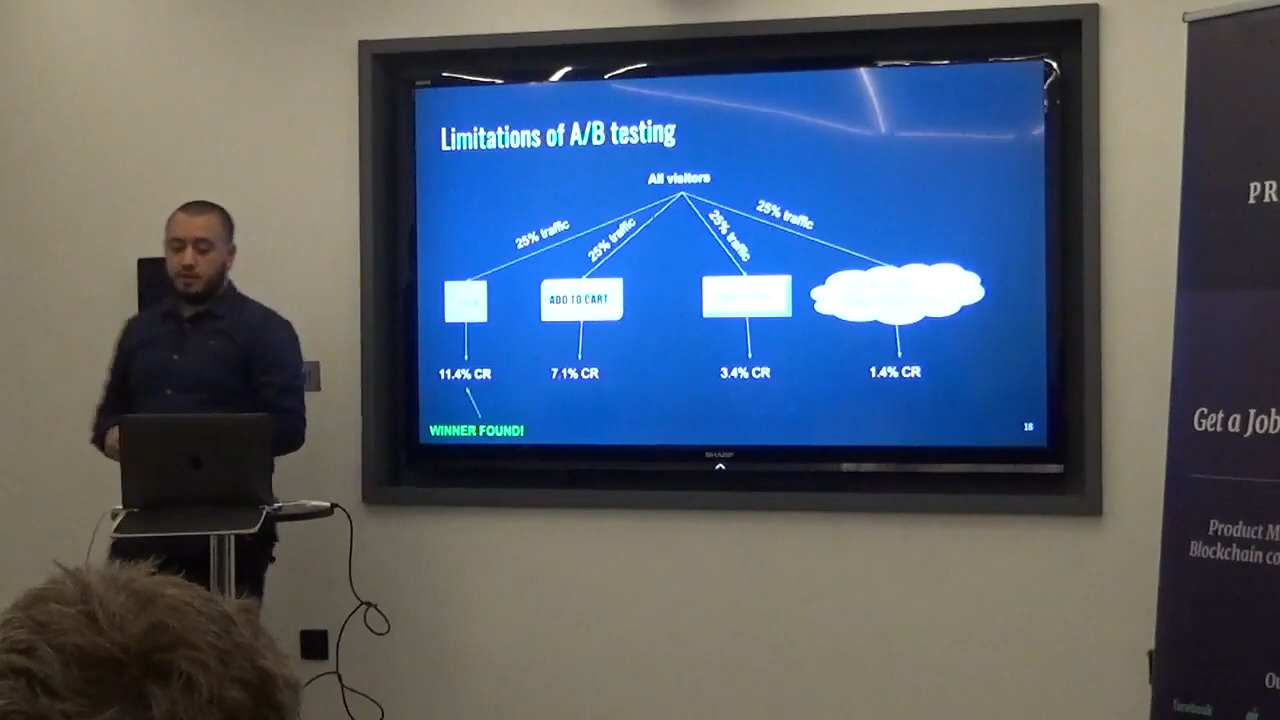 Limitations of A/B testing
All visitors
25% traffic
25% traffic
25% traffic
25% traffic
ADD TO CART
11.4% CR
7.1% CR
3.4% CR
1.4% CR
WINNER FOUND!
18
SHARP
PR
Get a Job
Product M
Blockchain co
facebook